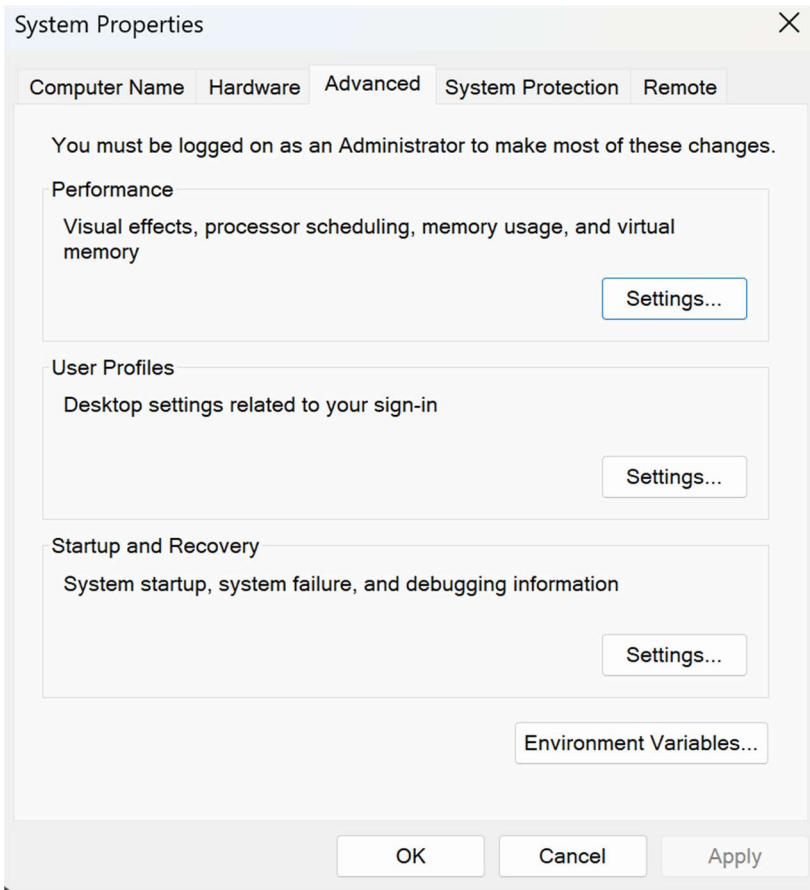 System Properties
Computer Name
Hardware
Advanced
System Protection
Remote
You must be logged on as an Administrator to make most of these changes.
Performance
Visual effects, processor scheduling, memory usage, and virtual
memory
Settings...
User Profiles
Desktop settings related to your sign-in
Settings...
Startup and Recovery
System startup, system failure, and debugging information
Settings...
Environment Variables...
OK
Cancel
Apply